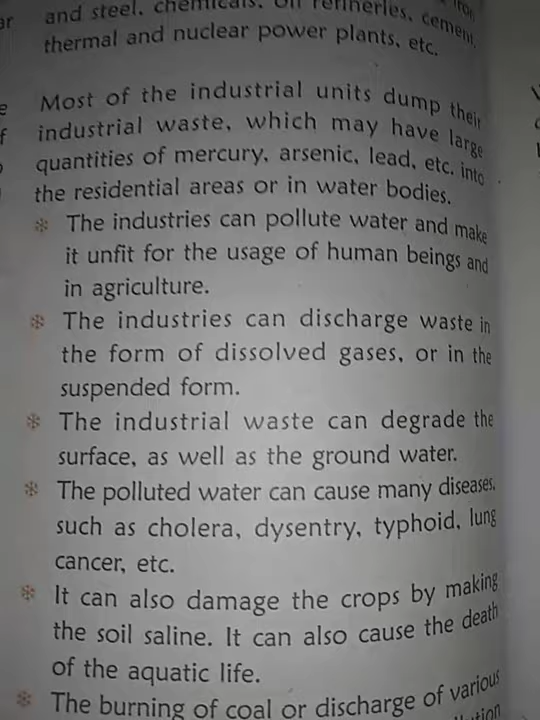 and steel, chemicals, oil refineries, cement,
thermal and nuclear power plants, etc.
Most of the industrial units dump their
industrial waste, which may have large
quantities of mercury, arsenic, lead, etc. into
the residential areas or in water bodies.
* The industries can pollute water and make
it unfit for the usage of human beings and
in agriculture.
* The industries can discharge waste in
the form of dissolved gases, or in the
suspended form.
* The industrial waste can degrade the
surface, as well as the ground water.
* The polluted water can cause many diseases,
such as cholera, dysentry, typhoid, lung
cancer, etc.
* It can also damage the crops by making
the soil saline. It can also cause the death
of the aquatic life.
* The burning of coal or discharge of various